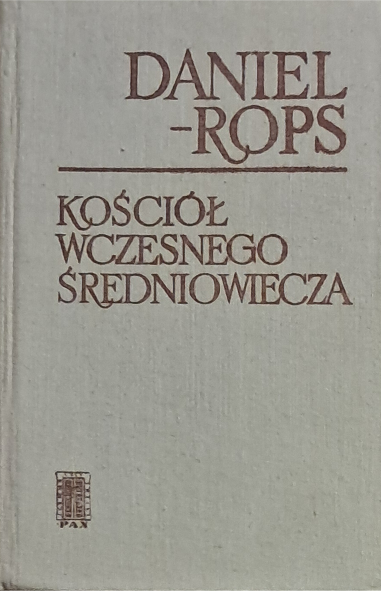 DANIEL
-ROPS
KOŚCIÓŁ
WCZESNEGO
ŚREDNIOWIECZA
PAX